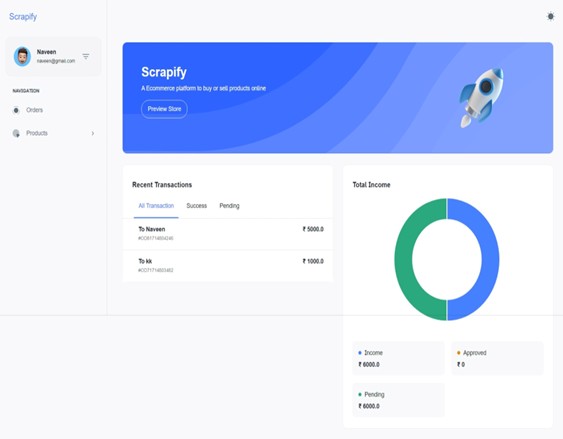 Scrapify
Naveen
naveen@gmail.com
NAVIGATION
Orders
Products
Scrapify
A Ecommerce platform to buy or sell products online
Preview Store
Recent Transactions
All Transaction Success Pending
To Naveen ₹ 5000.0
To kk ₹ 1000.0
Total Income
Income
₹ 6000.0
Approved
₹ 0
Pending
₹ 6000.0